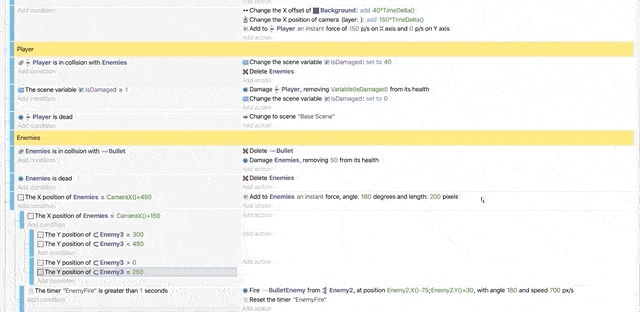 Change the X offset of Background: add 40*TimeDelta()
Change the X position of camera (layer: ): add 150*TimeDelta()
Add to Player an instant force of 150 p/s on X axis and 0 p/s on Y axis
Add condition
Add action
Player
Player is in collision with Enemies
Add condition
Change the scene variable isDamaged: set to 40
Delete Enemies
Add action
The scene variable isDamaged ≥ 1
Add condition
Damage Player, removing Variable(isDamaged) from its health
Change the scene variable isDamaged: set to 0
Add action
Player is dead
Add condition
Change to scene "Base Scene"
Add action
Enemies
Enemies is in collision with Bullet
Add condition
Delete Bullet
Damage Enemies, removing 50 from its health
Add action
Enemies is dead
Add condition
Delete Enemies
Add action
The X position of Enemies ≤ CameraX()+450
Add condition
Add to Enemies an instant force, angle: 180 degrees and length: 200 pixels
Add action
The X position of Enemies ≤ CameraX()+150
Add condition
Add action
The Y position of Enemy3 ≥ 300
The Y position of Enemy3 < 450
Add condition
Add action
The Y position of Enemy3 > 0
The Y position of Enemy3 ≤ 250
Add condition
Add action
The timer "EnemyFire" is greater than 1 seconds
Add condition
Fire BulletEnemy from Enemy2, at position Enemy2.X()-75;Enemy2.Y()+30, with angle 180 and speed 700 px/s
Reset the timer "EnemyFire"
Add action